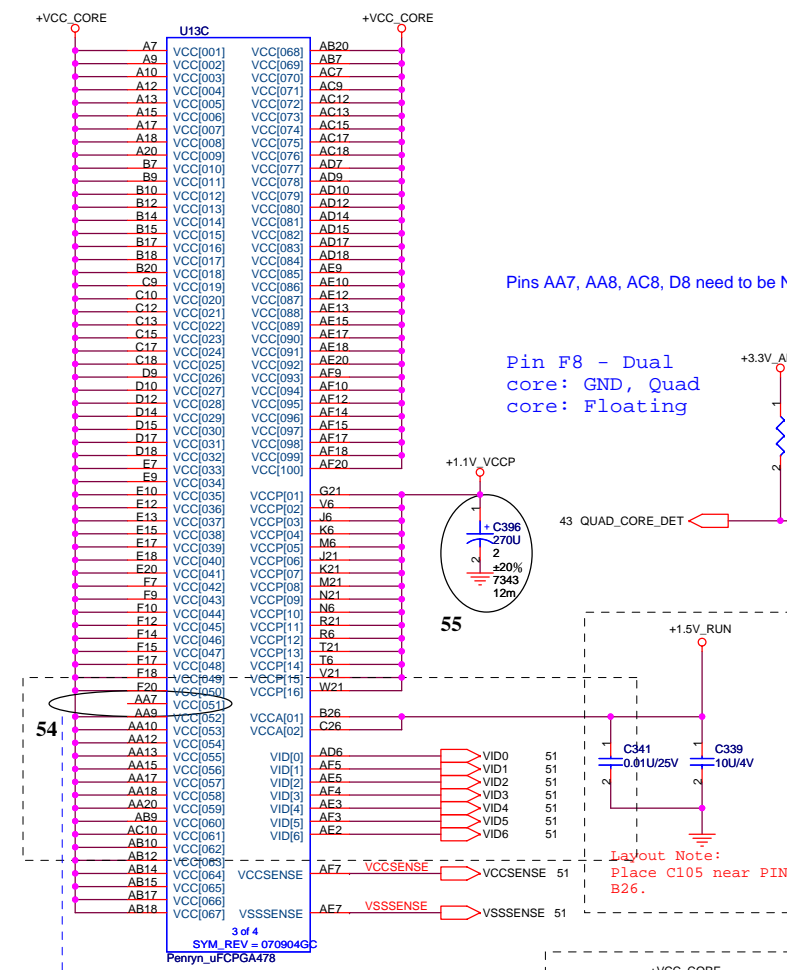 +VCC_CORE +VCC_CORE
U13C
A7 VCC[001] VCC[068] AB20
A9 VCC[002] VCC[069] AB7
A10 VCC[003] VCC[070] AC7
A12 VCC[004] VCC[071] AC9
A13 VCC[005] VCC[072] AC12
A15 VCC[006] VCC[073] AC13
A17 VCC[007] VCC[074] AC15
A18 VCC[008] VCC[075] AC17
A20 VCC[009] VCC[076] AC18
B7 VCC[010] VCC[077] AD7
B9 VCC[011] VCC[078] AD9
B10 VCC[012] VCC[079] AD10
B12 VCC[013] VCC[080] AD12
B14 VCC[014] VCC[081] AD14
B15 VCC[015] VCC[082] AD15
B17 VCC[016] VCC[083] AD17
B18 VCC[017] VCC[084] AD18
B20 VCC[018] VCC[085] AE9
C9 VCC[019] VCC[086] AE10
C10 VCC[020] VCC[087] AE12
C12 VCC[021] VCC[088] AE13
C13 VCC[022] VCC[089] AE15
C15 VCC[023] VCC[090] AE17
C17 VCC[024] VCC[091] AE18
C18 VCC[025] VCC[092] AE20
D9 VCC[026] VCC[093] AF9
D10 VCC[027] VCC[094] AF10
D12 VCC[028] VCC[095] AF12
D14 VCC[029] VCC[096] AF14
D15 VCC[030] VCC[097] AF15
D17 VCC[031] VCC[098] AF17
D18 VCC[032] VCC[099] AF18
E7 VCC[033] VCC[100] AF20
E9 VCC[034]
E10 VCC[035] VCCP[01] G21
E12 VCC[036] VCCP[02] V6
E13 VCC[037] VCCP[03] J6
E15 VCC[038] VCCP[04] K6
E17 VCC[039] VCCP[05] M6
E18 VCC[040] VCCP[06] J21
E20 VCC[041] VCCP[07] K21
F7 VCC[042] VCCP[08] M21
F9 VCC[043] VCCP[09] N21
F10 VCC[044] VCCP[10] N6
F12 VCC[045] VCCP[11] R21
F14 VCC[046] VCCP[12] R6
F15 VCC[047] VCCP[13] T21
F17 VCC[048] VCCP[14] T6
F18 VCC[049] VCCP[15] V21
F20 VCC[050] VCCP[16] W21
AA7 VCC[051]
AA9 VCC[052] VCCA[01] B26
AA10 VCC[053] VCCA[02] C26
AA12 VCC[054]
AA13 VCC[055] VID[0] AD6 VID0 51
AA15 VCC[056] VID[1] AF5 VID1 51
AA17 VCC[057] VID[2] AE5 VID2 51
AA18 VCC[058] VID[3] AF4 VID3 51
AA20 VCC[059] VID[4] AE3 VID4 51
AB9 VCC[060] VID[5] AF3 VID5 51
AC10 VCC[061] VID[6] AE2 VID6 51
AB10 VCC[062]
AB12 VCC[063]
AB14 VCC[064] VCCSENSE AF7 VCCSENSE VCCSENSE 51
AB15 VCC[065]
AB17 VCC[066]
AB18 VCC[067] VSSSENSE AE7 VSSSENSE VSSSENSE 51
3 of 4
SYM_REV = 070904GC
Penryn_uFCPGA478
54
Pins AA7, AA8, AC8, D8 need to be N
Pin F8 - Dual
core: GND, Quad
core: Floating
+3.3V_A
1
2
43 QUAD_CORE_DET
+1.1V_VCCP
1
+ C396
270U
2
2
±20%
7343
12m
55
+1.5V_RUN
1 1
C341 C339
0.01U/25V 10U/4V
2 2
Layout Note:
Place C105 near PIN
B26.
+VCC_CORE